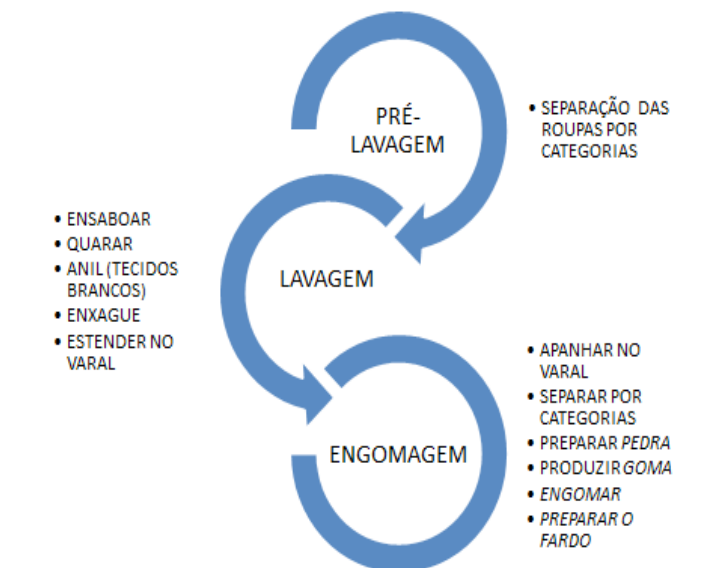 PRÉ-
LAVAGEM
• SEPARAÇÃO DAS
ROUPAS POR
CATEGORIAS
• ENSABOAR
• QUARAR
• ANIL (TECIDOS
BRANCOS)
• ENXAGUE
• ESTENDER NO
VARAL
LAVAGEM
ENGOMAGEM
• APANHAR NO
VARAL
• SEPARAR POR
CATEGORIAS
• PREPARAR PEDRA
• PRODUZIR GOMA
• ENGOMAR
• PREPARAR O
FARDO